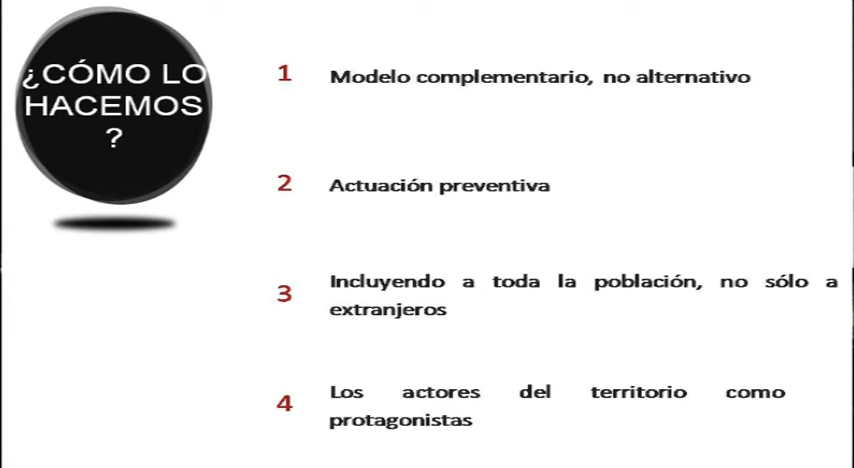 ¿CÓMO LO
HACEMOS
?
1 Modelo complementario, no alternativo
2 Actuación preventiva
3 Incluyendo a toda la población, no sólo a
extranjeros
4 Los actores del territorio como
protagonistas